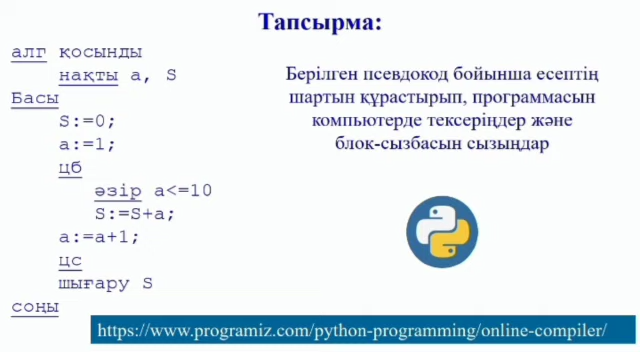 Тапсырма:
алг қосынды
нақты a, S
Басы
S:=0;
a:=1;
цб
әзір a<=10
S:=S+a;
a:=a+1;
цс
шығару S
соңы
Берілген псевдокод бойынша есептің
шартын құрастырып, программасын
компьютерде тексеріңдер және
блок-сызбасын сызыңдар
https://www.programiz.com/python-programming/online-compiler/